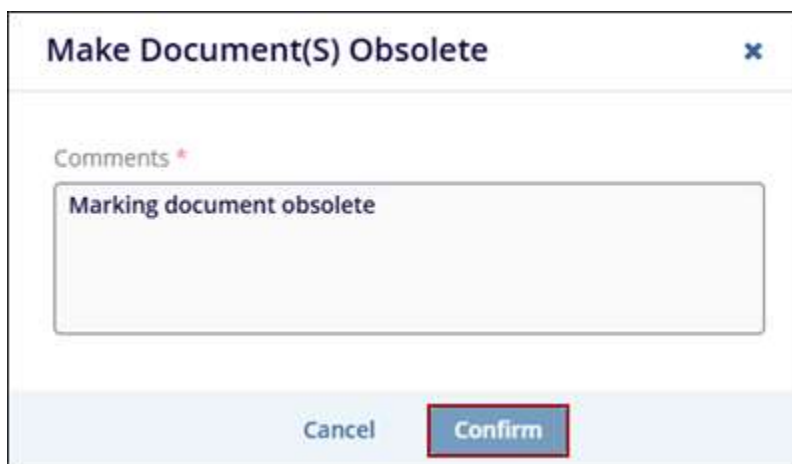 Make Document(S) Obsolete
Comments *
Marking document obsolete
Cancel
Confirm